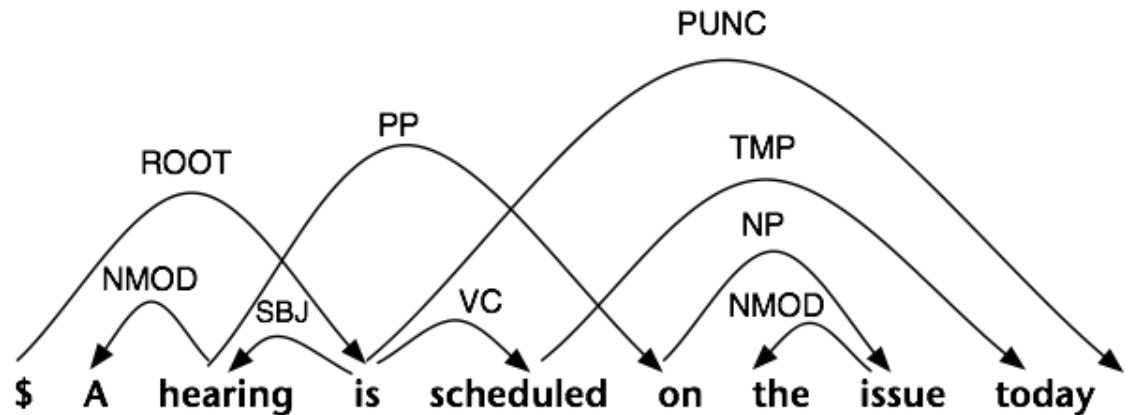 PUNC
PP
TMP
ROOT
NP
NMOD
SBJ
VC
NMOD
$ A hearing is scheduled on the issue today